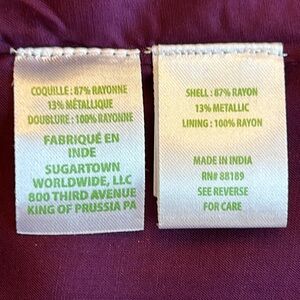 COQUILLE : 87% RAYONNE
13% MÉTALLIQUE
DOUBLURE : 100% RAYONNE
FABRIQUÉ EN
INDE
SUGARTOWN
WORLDWIDE, LLC
800 THIRD AVENUE
KING OF PRUSSIA PA
SHELL : 87% RAYON
13% METALLIC
LINING : 100% RAYON
MADE IN INDIA
RN# 88189
SEE REVERSE
FOR CARE